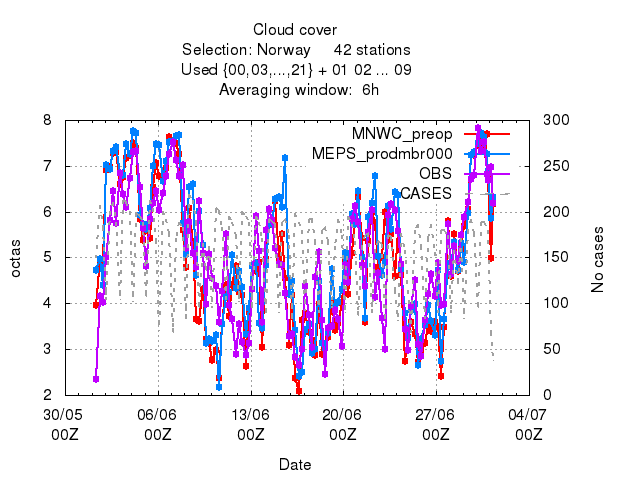 Cloud cover
Selection: Norway 42 stations
Used {00,03,...,21} + 01 02 ... 09
Averaging window: 6h
8
7
6
5
4
3
2
octas
300
250
200
150
100
50
0
No cases
MNWC_preop
MEPS_prodmbr000
OBS
CASES
30/05 06/06 13/06 20/06 27/06 04/07
00Z 00Z 00Z 00Z 00Z 00Z
Date